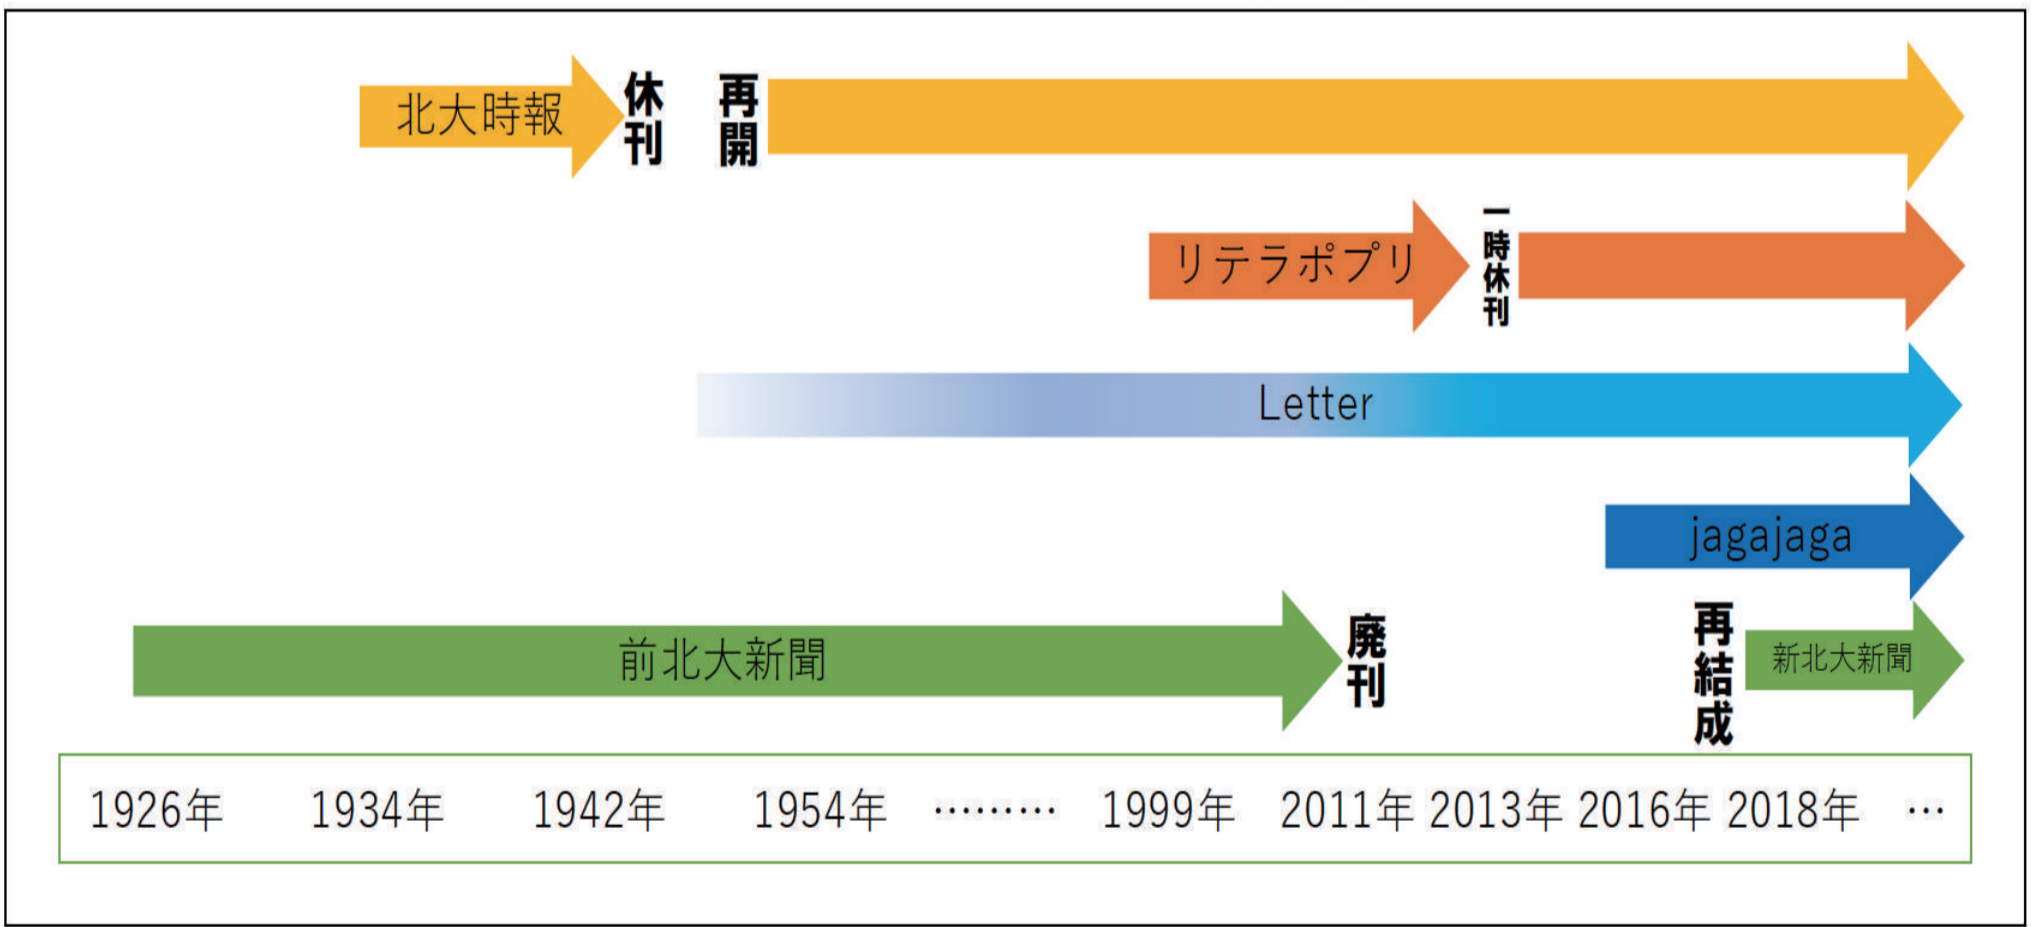 北大時報
休刊
再開
リテラポプリ
一時休刊
Letter
jagajaga
前北大新聞
廃刊
再結成
新北大新聞
1926年 1934年 1942年 1954年 ……… 1999年 2011年 2013年 2016年 2018年 …